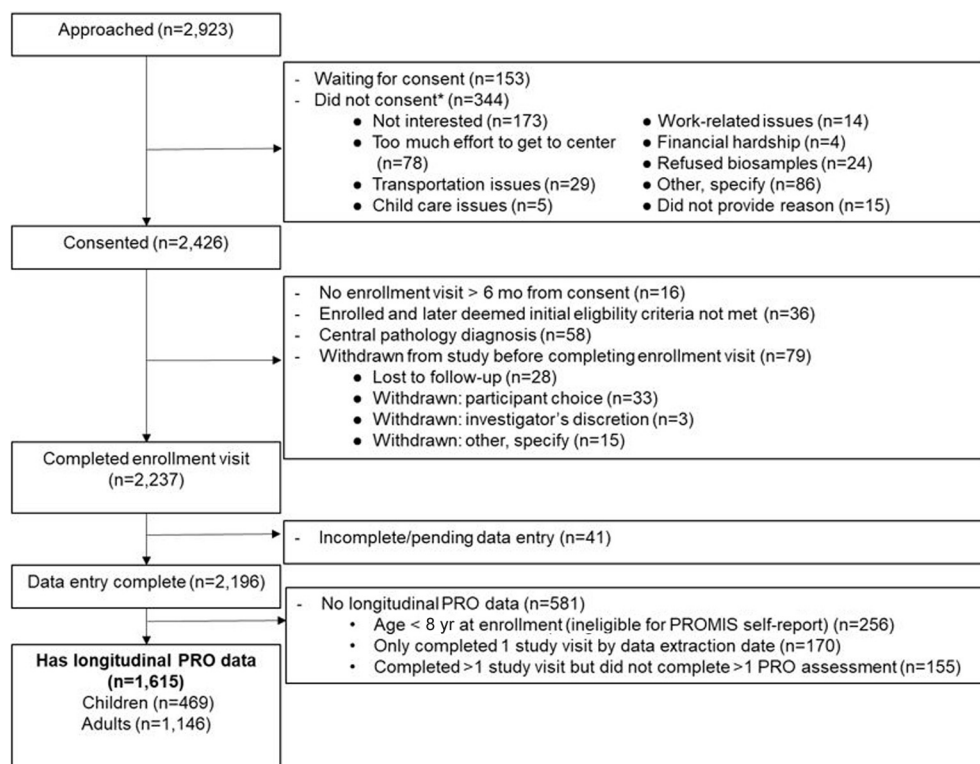 Approached (n=2,923)
- Waiting for consent (n=153)
- Did not consent* (n=344)
● Not interested (n=173)
● Too much effort to get to center
(n=78)
● Transportation issues (n=29)
● Child care issues (n=5)
● Work-related issues (n=14)
● Financial hardship (n=4)
● Refused biosamples (n=24)
● Other, specify (n=86)
● Did not provide reason (n=15)
Consented (n=2,426)
- No enrollment visit > 6 mo from consent (n=16)
- Enrolled and later deemed initial eligbility criteria not met (n=36)
- Central pathology diagnosis (n=58)
- Withdrawn from study before completing enrollment visit (n=79)
● Lost to follow-up (n=28)
● Withdrawn: participant choice (n=33)
● Withdrawn: investigator's discretion (n=3)
● Withdrawn: other, specify (n=15)
Completed enrollment visit
(n=2,237)
- Incomplete/pending data entry (n=41)
Data entry complete (n=2,196)
- No longitudinal PRO data (n=581)
• Age < 8 yr at enrollment (ineligible for PROMIS self-report) (n=256)
• Only completed 1 study visit by data extraction date (n=170)
• Completed >1 study visit but did not complete >1 PRO assessment (n=155)
Has longitudinal PRO data
(n=1,615)
Children (n=469)
Adults (n=1,146)